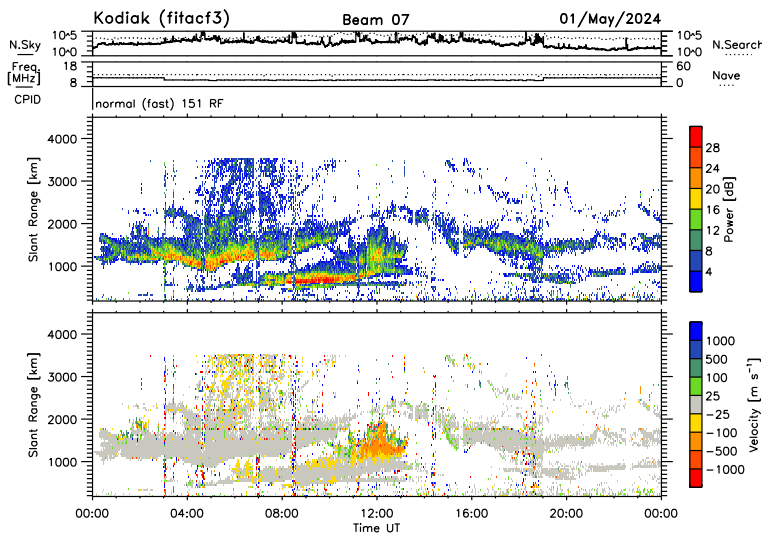 Kodiak (fitacf3) Beam 07 01/May/2024
N.Sky 10^5 10^0 10^5 10^0 N.Search
Freq. [MHz] 18 8 60 0 Nave
CPID normal (fast) 151 RF
Slant Range [km] 4000 3000 2000 1000
28 24 20 16 12 8 4 Power [dB]
Slant Range [km] 4000 3000 2000 1000
1000 500 100 25 −25 −100 −500 −1000 Velocity [m s⁻¹]
00:00 04:00 08:00 12:00 16:00 20:00 00:00
Time UT